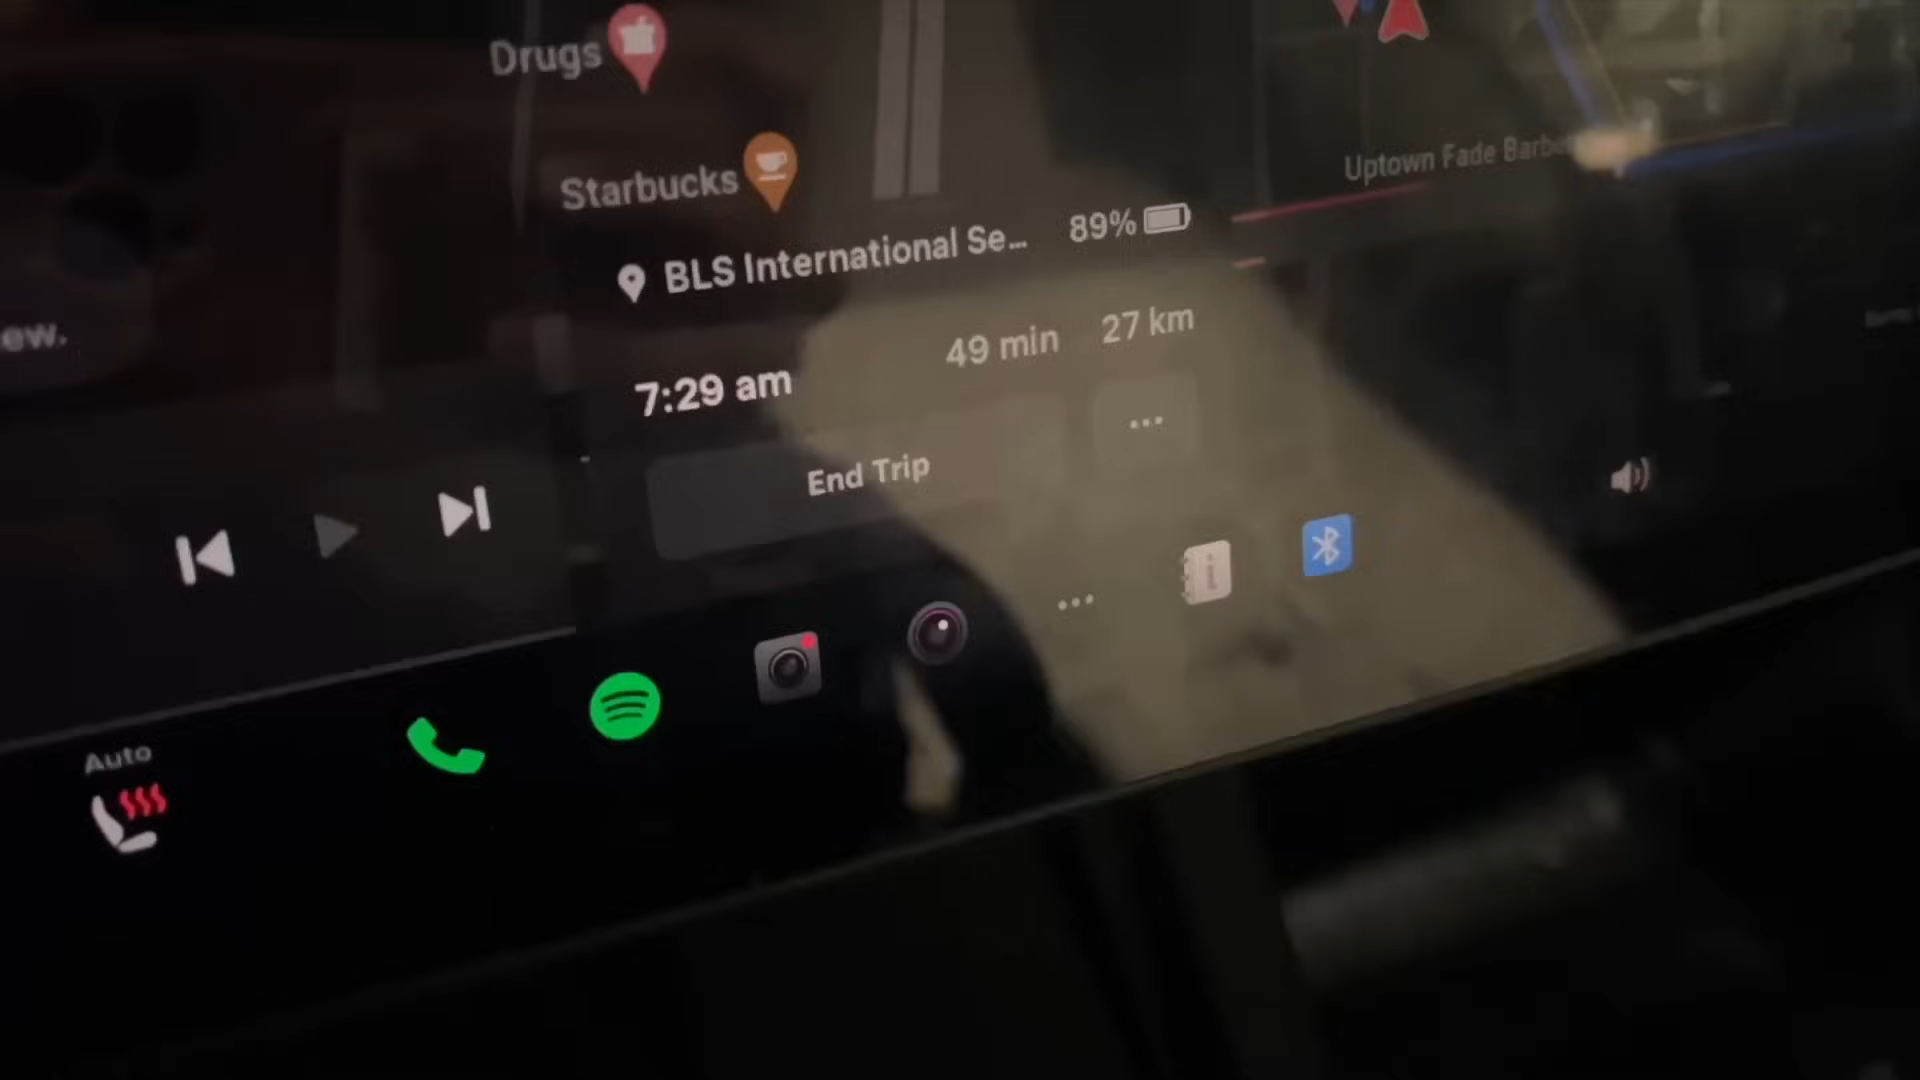 Drugs
Starbucks
Uptown Fade Barbe
BLS International Se...
89%
ew.
49 min
27 km
7:29 am
...
End Trip
...
Auto